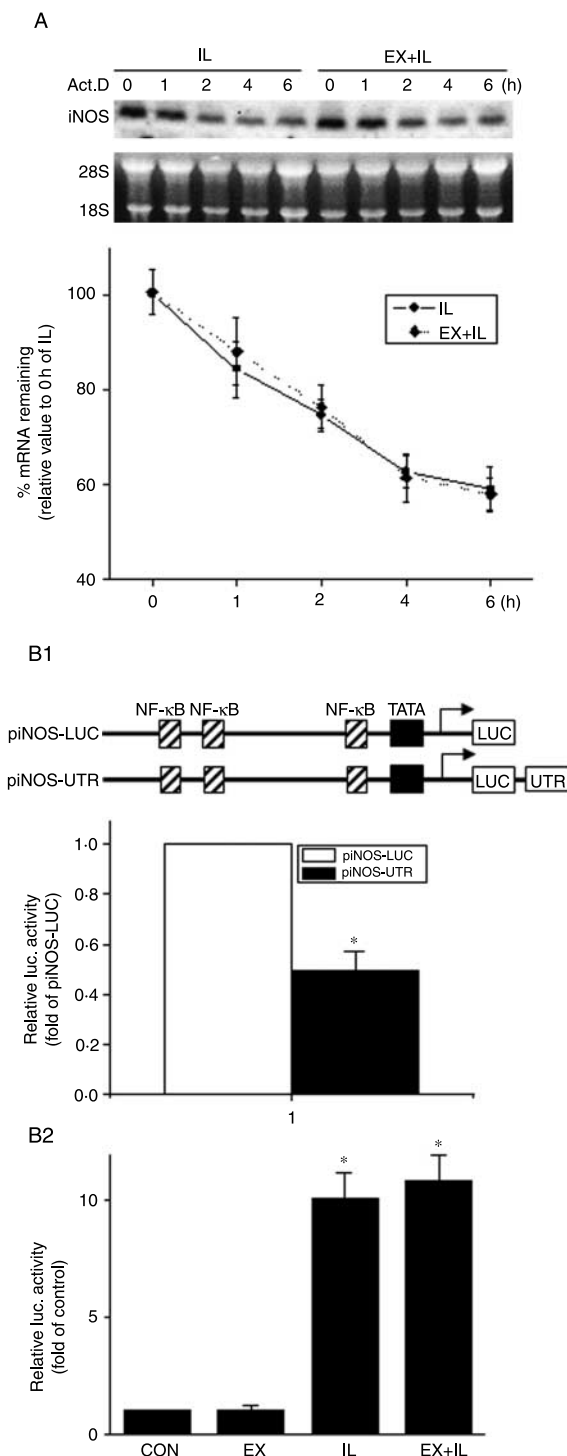 A
IL EX+IL
Act.D 0 1 2 4 6 0 1 2 4 6 (h)
iNOS
28S
18S
% mRNA remaining
(relative value to 0 h of IL)
100
80
60
40
IL
EX+IL
0 1 2 4 6 (h)
B1
NF-κB NF-κB NF-κB TATA
piNOS-LUC LUC
piNOS-UTR LUC UTR
Relative luc. activity
(fold of piNOS-LUC)
1·0
0·8
0·6
0·4
0·2
0·0
piNOS-LUC
piNOS-UTR
*
1
B2
Relative luc. activity
(fold of control)
10
5
0
* *
CON EX IL EX+IL